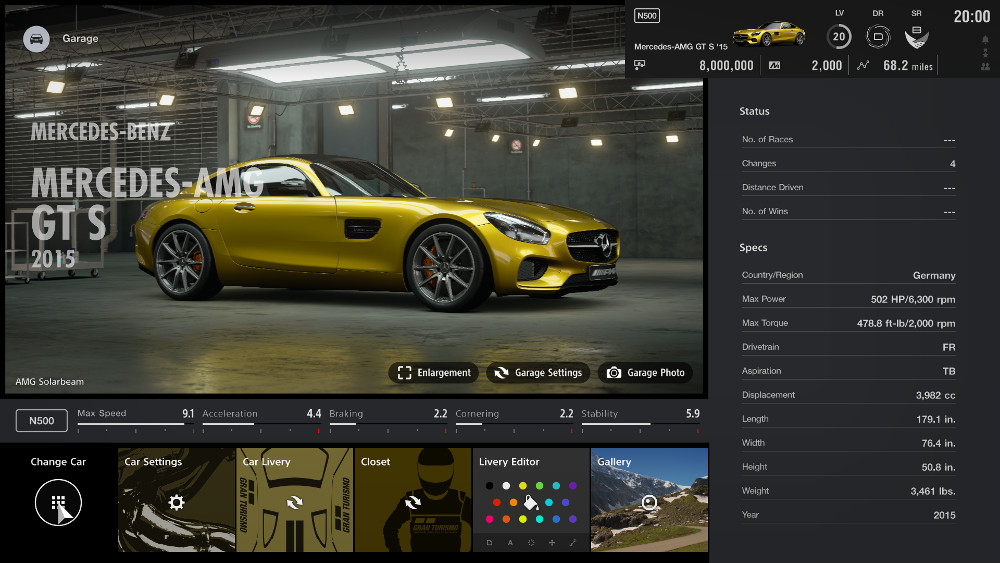 Garage
N500
Mercedes-AMG GT S '15
LV
20
DR
SR
20:00
8,000,000
2,000
68.2 miles
MERCEDES-BENZ
MERCEDES-AMG
GT S
2015
AMG Solarbeam
Enlargement
Garage Settings
Garage Photo
N500
Max Speed 9.1
Acceleration 4.4
Braking 2.2
Cornering 2.2
Stability 5.9
Change Car
Car Settings
Car Livery
GRAN TURISMO
GRAN TURISMO
Closet
GRAN TURISMO
Livery Editor
A
Gallery
Status
No. of Races ---
Changes 4
Distance Driven ---
No. of Wins ---
Specs
Country/Region Germany
Max Power 502 HP/6,300 rpm
Max Torque 478.8 ft-lb/2,000 rpm
Drivetrain FR
Aspiration TB
Displacement 3,982 cc
Length 179.1 in.
Width 76.4 in.
Height 50.8 in.
Weight 3,461 lbs.
Year 2015